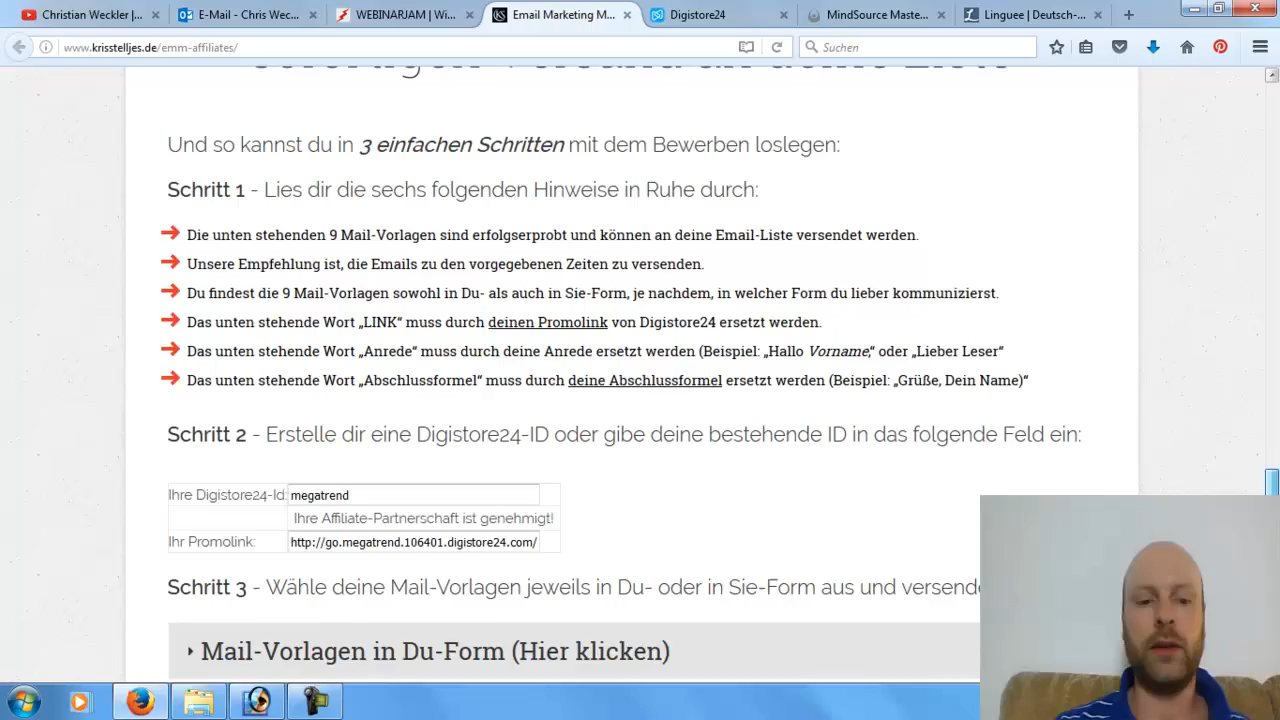 Christian Weckler |...
E-Mail - Chris Wec...
WEBINARJAM | Wi...
Email Marketing M...
Digistore24
MindSource Maste...
Linguee | Deutsch-...
www.krisstelljes.de/emm-affiliates/
Suchen
Und so kannst du in 3 einfachen Schritten mit dem Bewerben loslegen:
Schritt 1 - Lies dir die sechs folgenden Hinweise in Ruhe durch:
Die unten stehenden 9 Mail-Vorlagen sind erfolgserprobt und können an deine Email-Liste versendet werden.
Unsere Empfehlung ist, die Emails zu den vorgegebenen Zeiten zu versenden.
Du findest die 9 Mail-Vorlagen sowohl in Du- als auch in Sie-Form, je nachdem, in welcher Form du lieber kommunizierst.
Das unten stehende Wort „LINK“ muss durch deinen Promolink von Digistore24 ersetzt werden.
Das unten stehende Wort „Anrede“ muss durch deine Anrede ersetzt werden (Beispiel: „Hallo Vorname,“ oder „Lieber Leser“
Das unten stehende Wort „Abschlussformel“ muss durch deine Abschlussformel ersetzt werden (Beispiel: „Grüße, Dein Name)“
Schritt 2 - Erstelle dir eine Digistore24-ID oder gibe deine bestehende ID in das folgende Feld ein:
Ihre Digistore24-Id: megatrend
Ihre Affiliate-Partnerschaft ist genehmigt!
Ihr Promolink: http://go.megatrend.106401.digistore24.com/
Schritt 3 - Wähle deine Mail-Vorlagen jeweils in Du- oder in Sie-Form aus und versende
Mail-Vorlagen in Du-Form (Hier klicken)